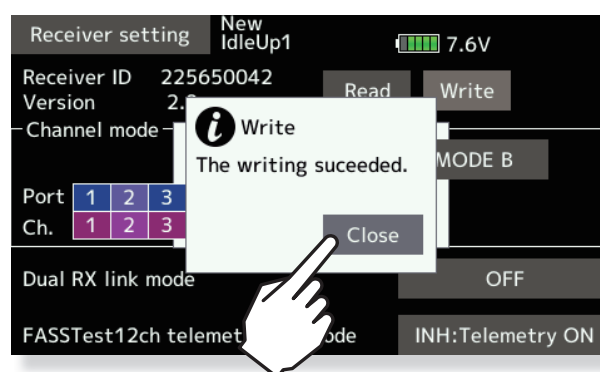 Receiver setting
New
IdleUp1
7.6V
Receiver ID 225650042
Read
Write
Version 2.
Channel mode
Write
The writing suceeded.
MODE B
Port 1 2 3
Ch. 1 2 3
Close
Dual RX link mode
OFF
FASSTest12ch telemet ode
INH:Telemetry ON